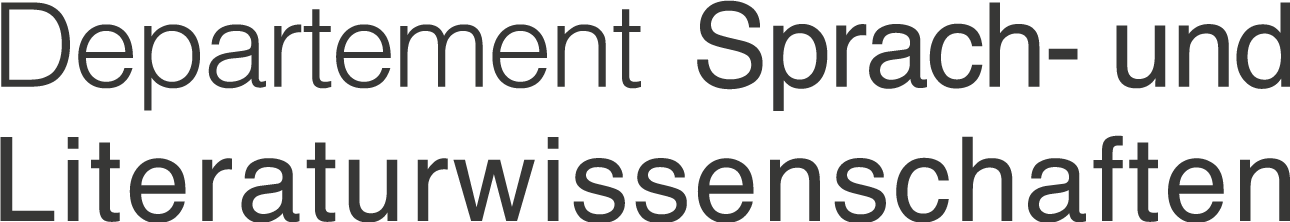 Departement Sprach- und
Literaturwissenschaften